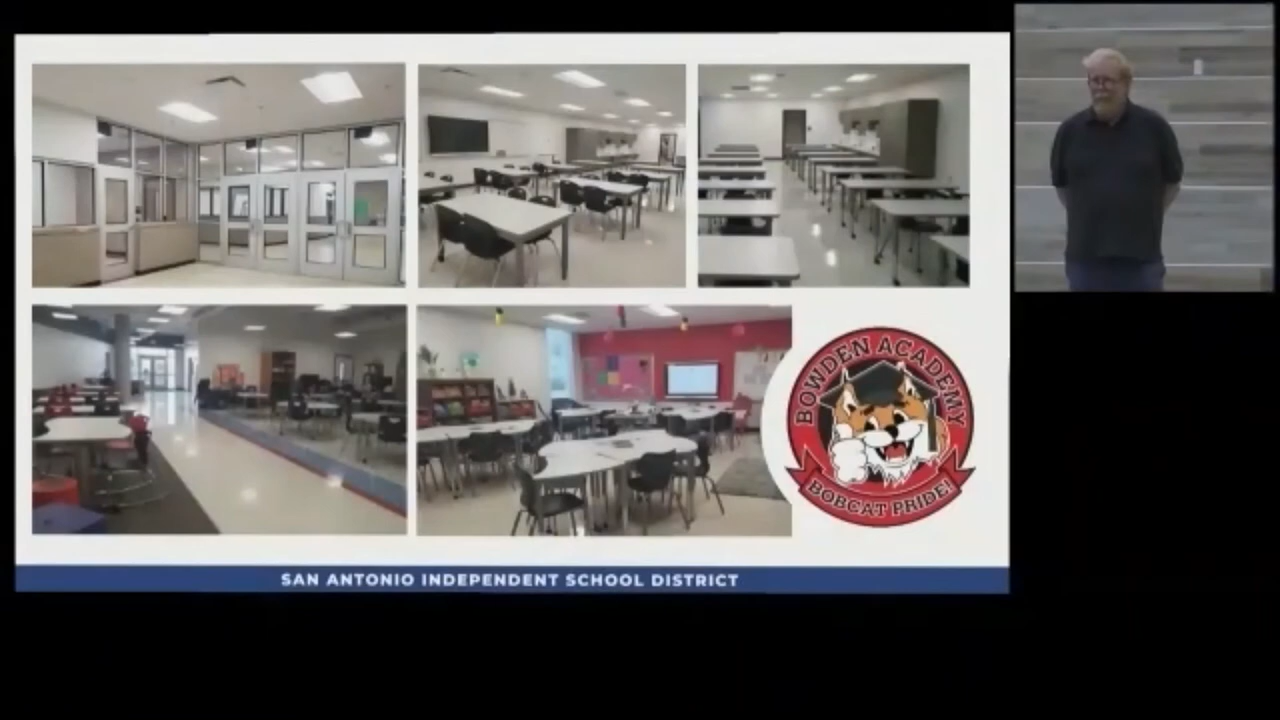 BOWDEN ACADEMY
BOBCAT PRIDE!
SAN ANTONIO INDEPENDENT SCHOOL DISTRICT